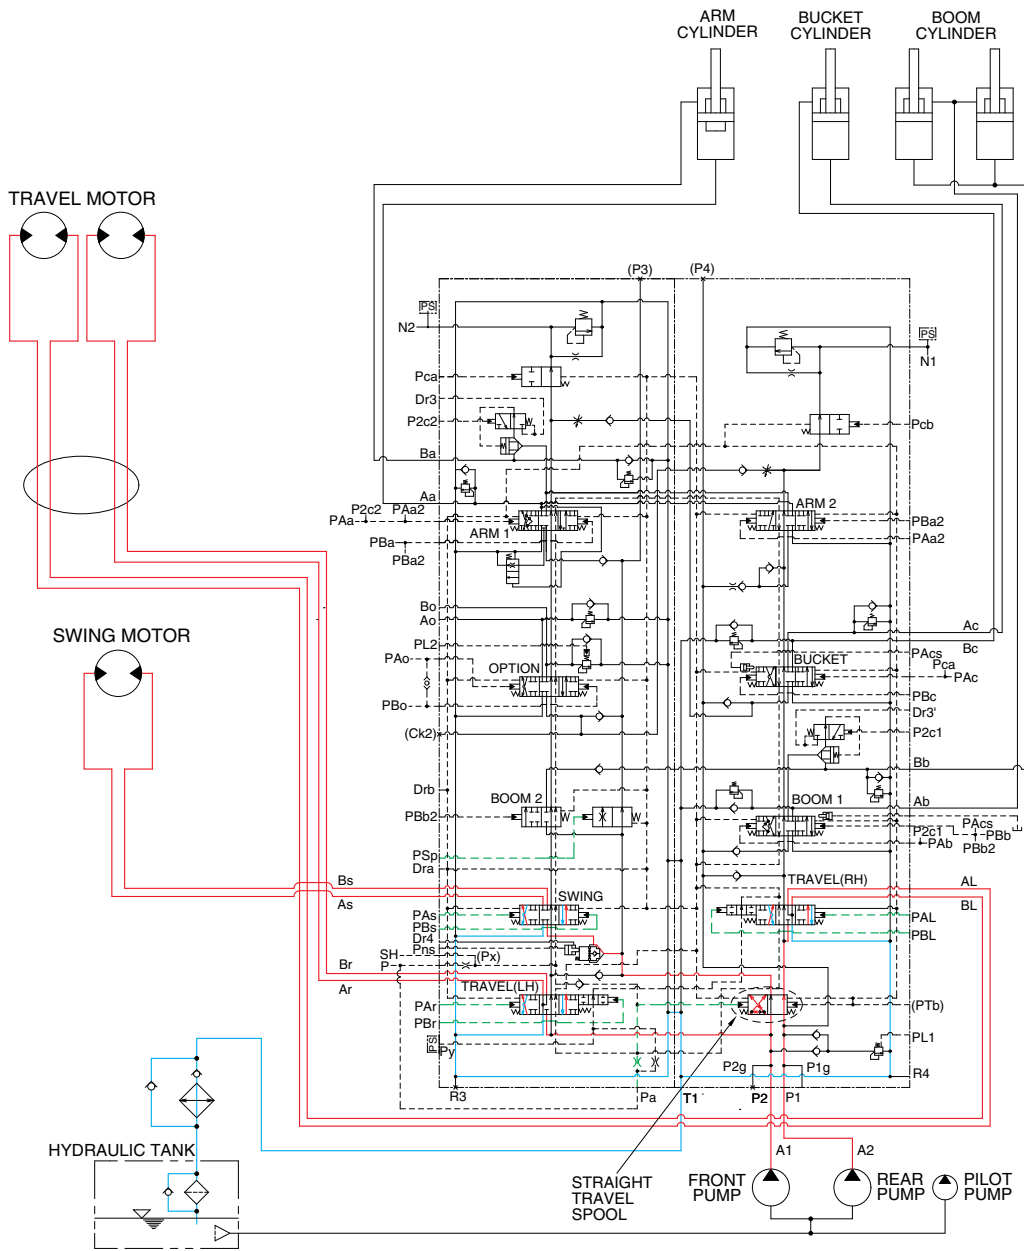 ARM
CYLINDER
BUCKET
CYLINDER
BOOM
CYLINDER
TRAVEL MOTOR
(P3)
(P4)
PS
N2
PS
N1
Pca
Dr3
P2c2
Pcb
Ba
Aa
P2c2
PAa2
PAa
ARM 1
ARM 2
PBa2
PAa2
PBa
PBa2
Bo
Ao
PL2
PAo
OPTION
PBo
(Ck2)
Ac
Bc
PAcs
Pca
PAc
BUCKET
PBc
Dr3'
P2c1
SWING MOTOR
Bb
Drb
BOOM 2
PBb2
Ab
BOOM 1
PAcs
P2c1
PBb
PAb
PBb2
PSp
Dra
Bs
As
TRAVEL(RH)
AL
BL
SWING
PAs
PBs
Dr4
Pns
PAL
PBL
SH
P
(Px)
Br
Ar
TRAVEL(LH)
PAr
PBr
PS
Py
(PTb)
PL1
P2g
P1g
R4
R3
Pa
T1
P2
P1
HYDRAULIC TANK
A1
A2
STRAIGHT
TRAVEL
SPOOL
FRONT
PUMP
REAR
PUMP
PILOT
PUMP